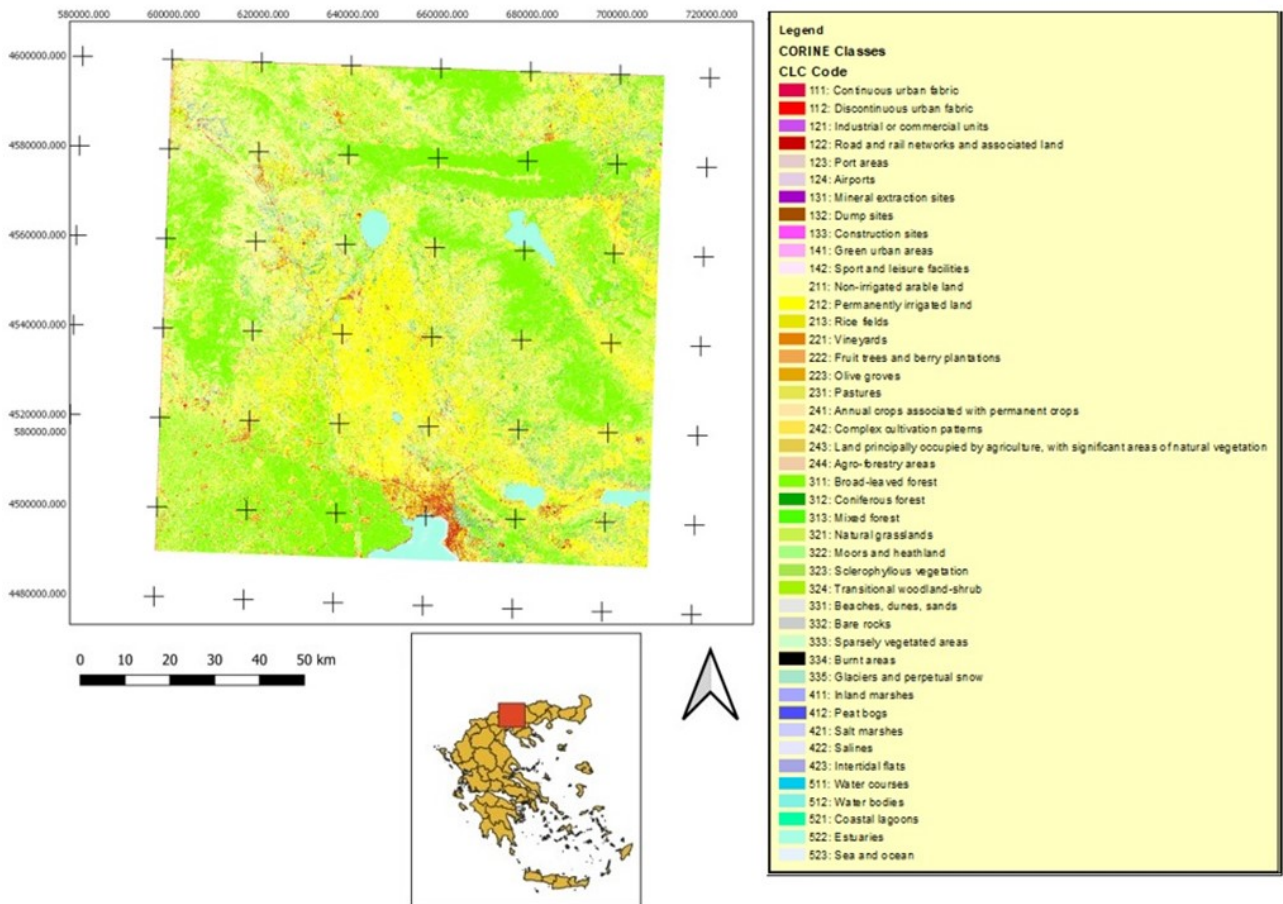 580000.000 600000.000 620000.000 640000.000 660000.000 680000.000 700000.000 720000.000
4600000.000
4580000.000
4560000.000
4540000.000
4520000.000
580000.000
4500000.000
4480000.000
0 10 20 30 40 50 km
Legend
CORINE Classes
CLC Code
111: Continuous urban fabric
112: Discontinuous urban fabric
121: Industrial or commercial units
122: Road and rail networks and associated land
123: Port areas
124: Airports
131: Mineral extraction sites
132: Dump sites
133: Construction sites
141: Green urban areas
142: Sport and leisure facilities
211: Non-irrigated arable land
212: Permanently irrigated land
213: Rice fields
221: Vineyards
222: Fruit trees and berry plantations
223: Olive groves
231: Pastures
241: Annual crops associated with permanent crops
242: Complex cultivation patterns
243: Land principally occupied by agriculture, with significant areas of natural vegetation
244: Agro-forestry areas
311: Broad-leaved forest
312: Coniferous forest
313: Mixed forest
321: Natural grasslands
322: Moors and heathland
323: Sclerophyllous vegetation
324: Transitional woodland-shrub
331: Beaches, dunes, sands
332: Bare rocks
333: Sparsely vegetated areas
334: Burnt areas
335: Glaciers and perpetual snow
411: Inland marshes
412: Peat bogs
421: Salt marshes
422: Salines
423: Intertidal flats
511: Water courses
512: Water bodies
521: Coastal lagoons
522: Estuaries
523: Sea and ocean